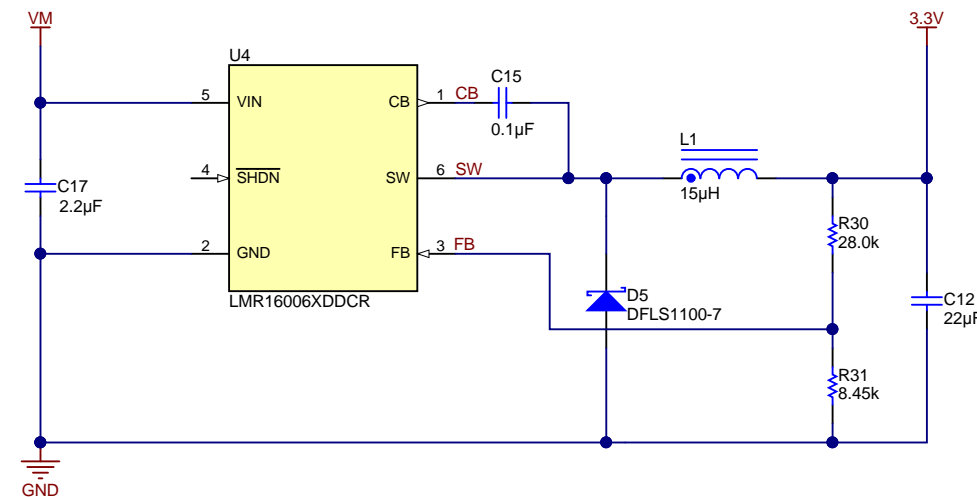 VM
3.3V
U4
C15
5 VIN
CB 1 CB
0.1µF
L1
4 SHDN
SW 6 SW
15µH
C17
2.2µF
R30
28.0k
2 GND
FB 3 FB
LMR16006XDDCR
D5
DFLS1100-7
C12
22µF
R31
8.45k
GND